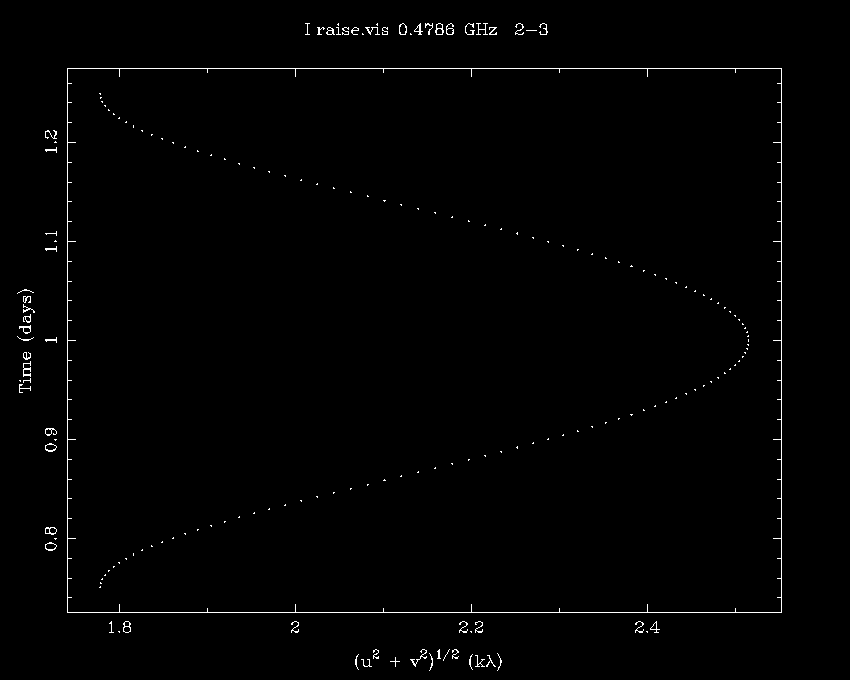 I raise.vis 0.4786 GHz 2-3
1.2
1.1
1
0.9
0.8
Time (days)
1.8 2 2.2 2.4
(u² + v²)^1/2 (kλ)